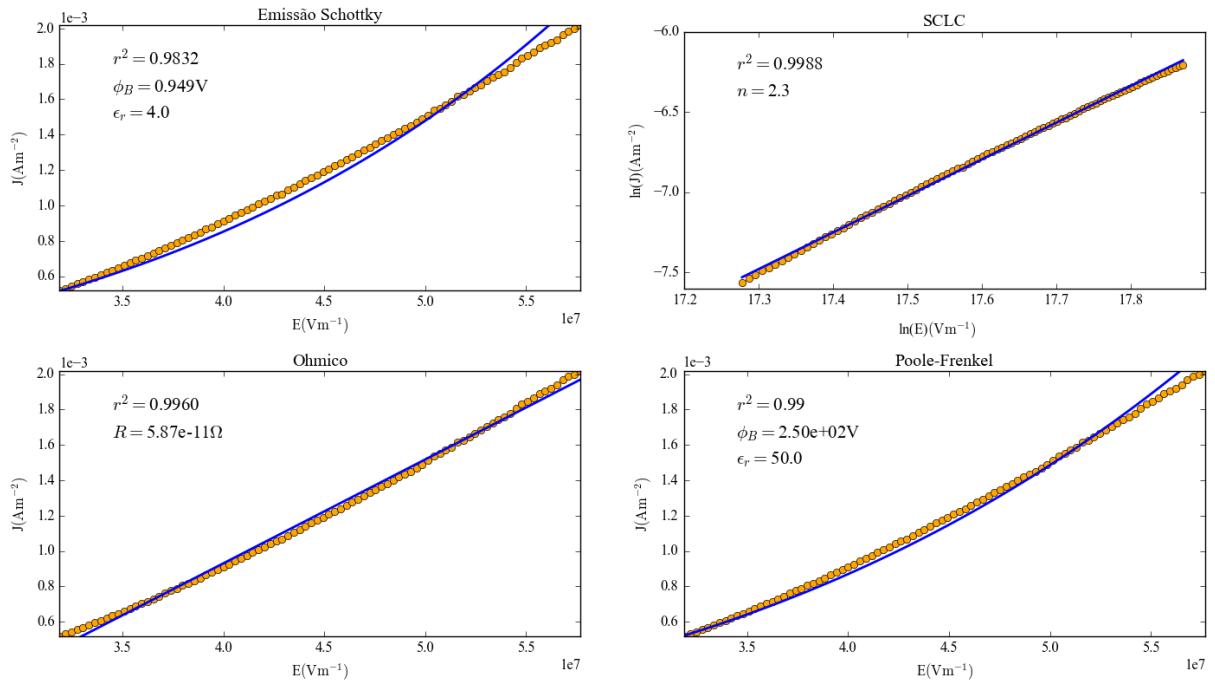 Emissão Schottky
1e−3
r² = 0.9832
ϕ_B = 0.949V
ϵ_r = 4.0
2.0
1.8
1.6
1.4
1.2
1.0
0.8
0.6
J(Am⁻²)
3.5 4.0 4.5 5.0 5.5
1e7
E(Vm⁻¹)
SCLC
r² = 0.9988
n = 2.3
−6.0
−6.5
−7.0
−7.5
ln(J)(Am⁻²)
17.2 17.3 17.4 17.5 17.6 17.7 17.8
ln(E)(Vm⁻¹)
Ohmico
1e−3
r² = 0.9960
R = 5.87e-11Ω
2.0
1.8
1.6
1.4
1.2
1.0
0.8
0.6
J(Am⁻²)
3.5 4.0 4.5 5.0 5.5
1e7
E(Vm⁻¹)
Poole-Frenkel
1e−3
r² = 0.99
ϕ_B = 2.50e+02V
ϵ_r = 50.0
2.0
1.8
1.6
1.4
1.2
1.0
0.8
0.6
J(Am⁻²)
3.5 4.0 4.5 5.0 5.5
1e7
E(Vm⁻¹)